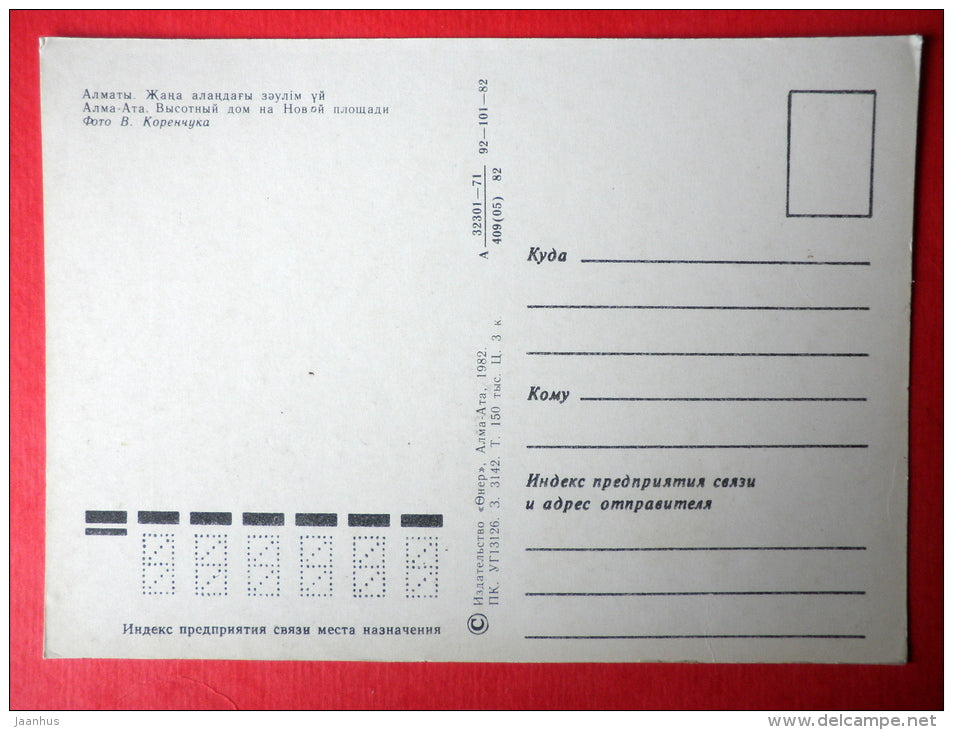 Алматы. Жаңа алаңдағы зәулім үй
Алма-Ата. Высотный дом на Новой площади
Фото В. Коренчука
А 32301—71 92—101—82
409(05) 82
© Издательство «Өнер», Алма-Ата, 1982.
ПК. УГ13126. З. 3142. Т. 150 тыс. Ц. 3 к
Куда
Кому
Индекс предприятия связи
и адрес отправителя
Индекс предприятия связи места назначения
Jaanhus
www.delcampe.net